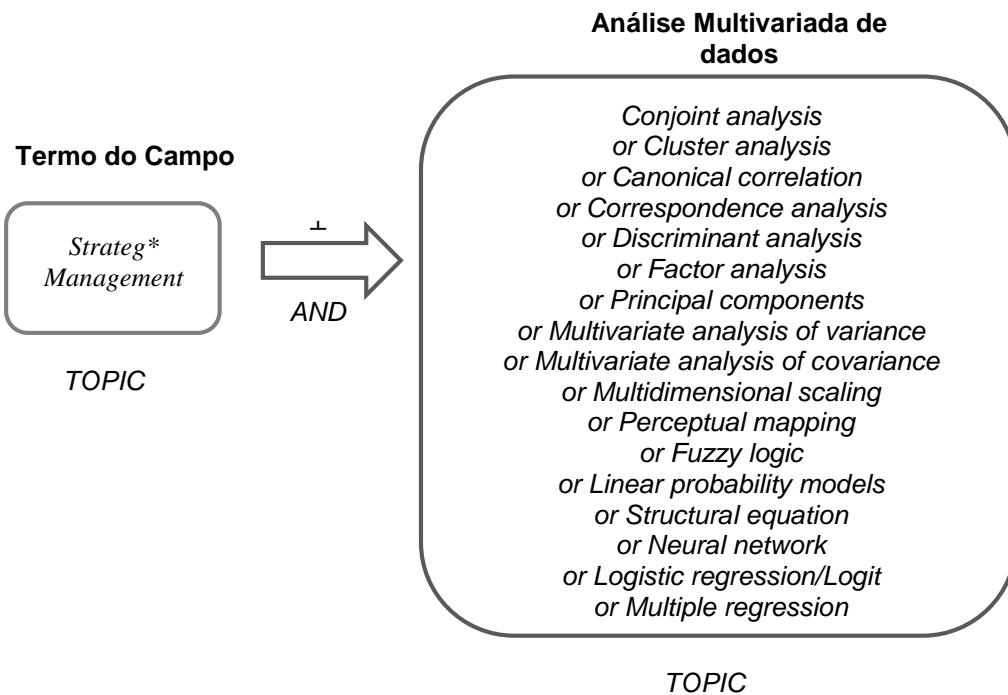 Termo do Campo
Strateg*
Management
TOPIC
AND
Análise Multivariada de
dados
Conjoint analysis
or Cluster analysis
or Canonical correlation
or Correspondence analysis
or Discriminant analysis
or Factor analysis
or Principal components
or Multivariate analysis of variance
or Multivariate analysis of covariance
or Multidimensional scaling
or Perceptual mapping
or Fuzzy logic
or Linear probability models
or Structural equation
or Neural network
or Logistic regression/Logit
or Multiple regression
TOPIC